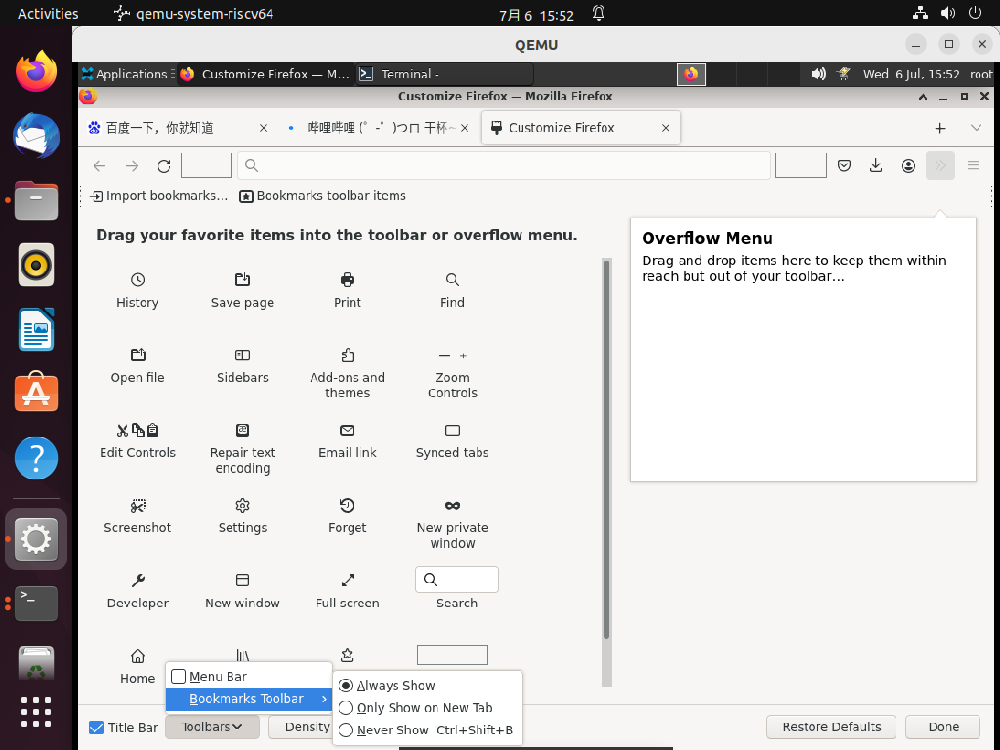 Activities
qemu-system-riscv64
7月 6 15:52
QEMU
Applications
Customize Firefox — M...
Terminal -
Wed 6 Jul, 15:52
root
Customize Firefox — Mozilla Firefox
百度一下，你就知道
哔哩哔哩 (゜-゜)つロ 干杯~
Customize Firefox
Import bookmarks...
Bookmarks toolbar items
Drag your favorite items into the toolbar or overflow menu.
Overflow Menu
Drag and drop items here to keep them within
reach but out of your toolbar...
History
Save page
Print
Find
Open file
Sidebars
Add-ons and
themes
Zoom
Controls
Edit Controls
Repair text
encoding
Email link
Synced tabs
Screenshot
Settings
Forget
New private
window
Developer
New window
Full screen
Search
Home
Menu Bar
Bookmarks Toolbar
Always Show
Only Show on New Tab
Never Show Ctrl+Shift+B
Title Bar
Toolbars
Density
Restore Defaults
Done